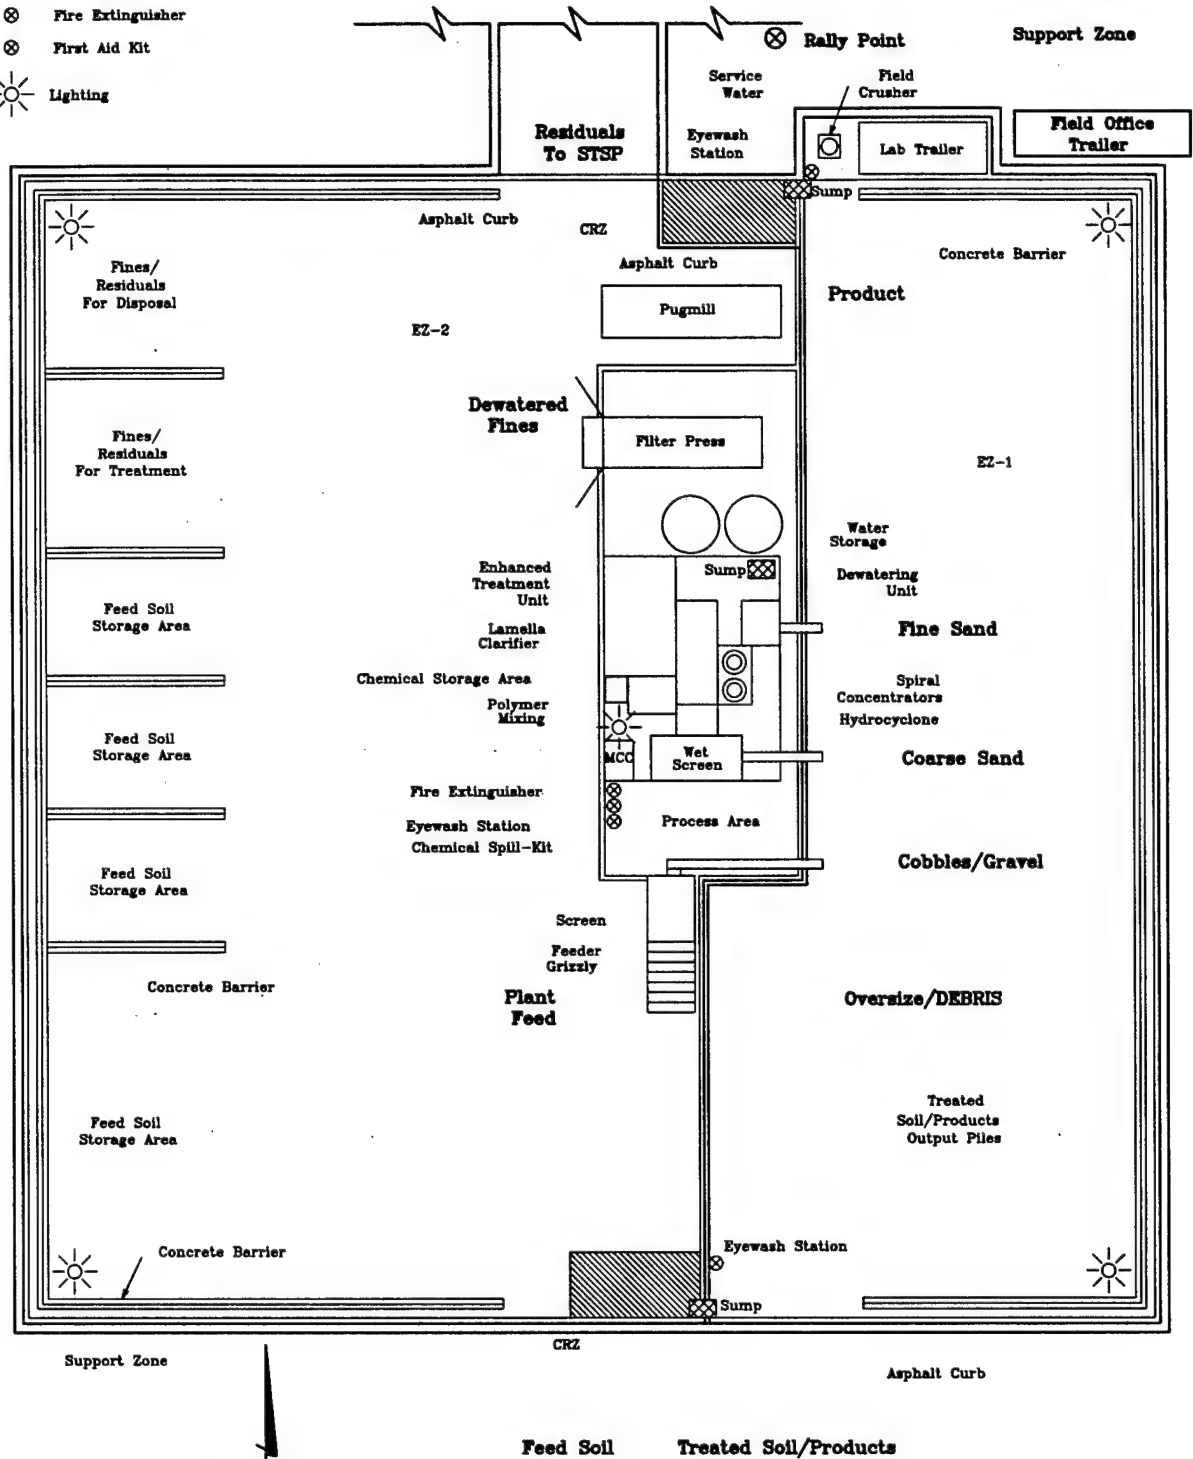 Fire Extinguisher
First Aid Kit
Lighting
Rally Point
Support Zone
Service
Water
Field
Crusher
Residuals
To STSP
Eyewash
Station
Lab Trailer
Field Office
Trailer
Sump
Asphalt Curb
CRZ
Concrete Barrier
Asphalt Curb
Fines/
Residuals
For Disposal
Product
Pugmill
EZ-2
Dewatered
Fines
Filter Press
Fines/
Residuals
For Treatment
EZ-1
Water
Storage
Enhanced
Treatment
Unit
Sump
Dewatering
Unit
Feed Soil
Storage Area
Lamella
Clarifier
Fine Sand
Chemical Storage Area
Spiral
Concentrators
Polymer
Mixing
Hydrocyclone
Feed Soil
Storage Area
MCC
Wet
Screen
Coarse Sand
Fire Extinguisher
Eyewash Station
Chemical Spill-Kit
Process Area
Feed Soil
Storage Area
Cobbles/Gravel
Screen
Feeder
Grizzly
Concrete Barrier
Plant
Feed
Oversize/DEBRIS
Feed Soil
Storage Area
Treated
Soil/Products
Output Piles
Concrete Barrier
Eyewash Station
Sump
CRZ
Support Zone
Asphalt Curb
Feed Soil
Treated Soil/Products